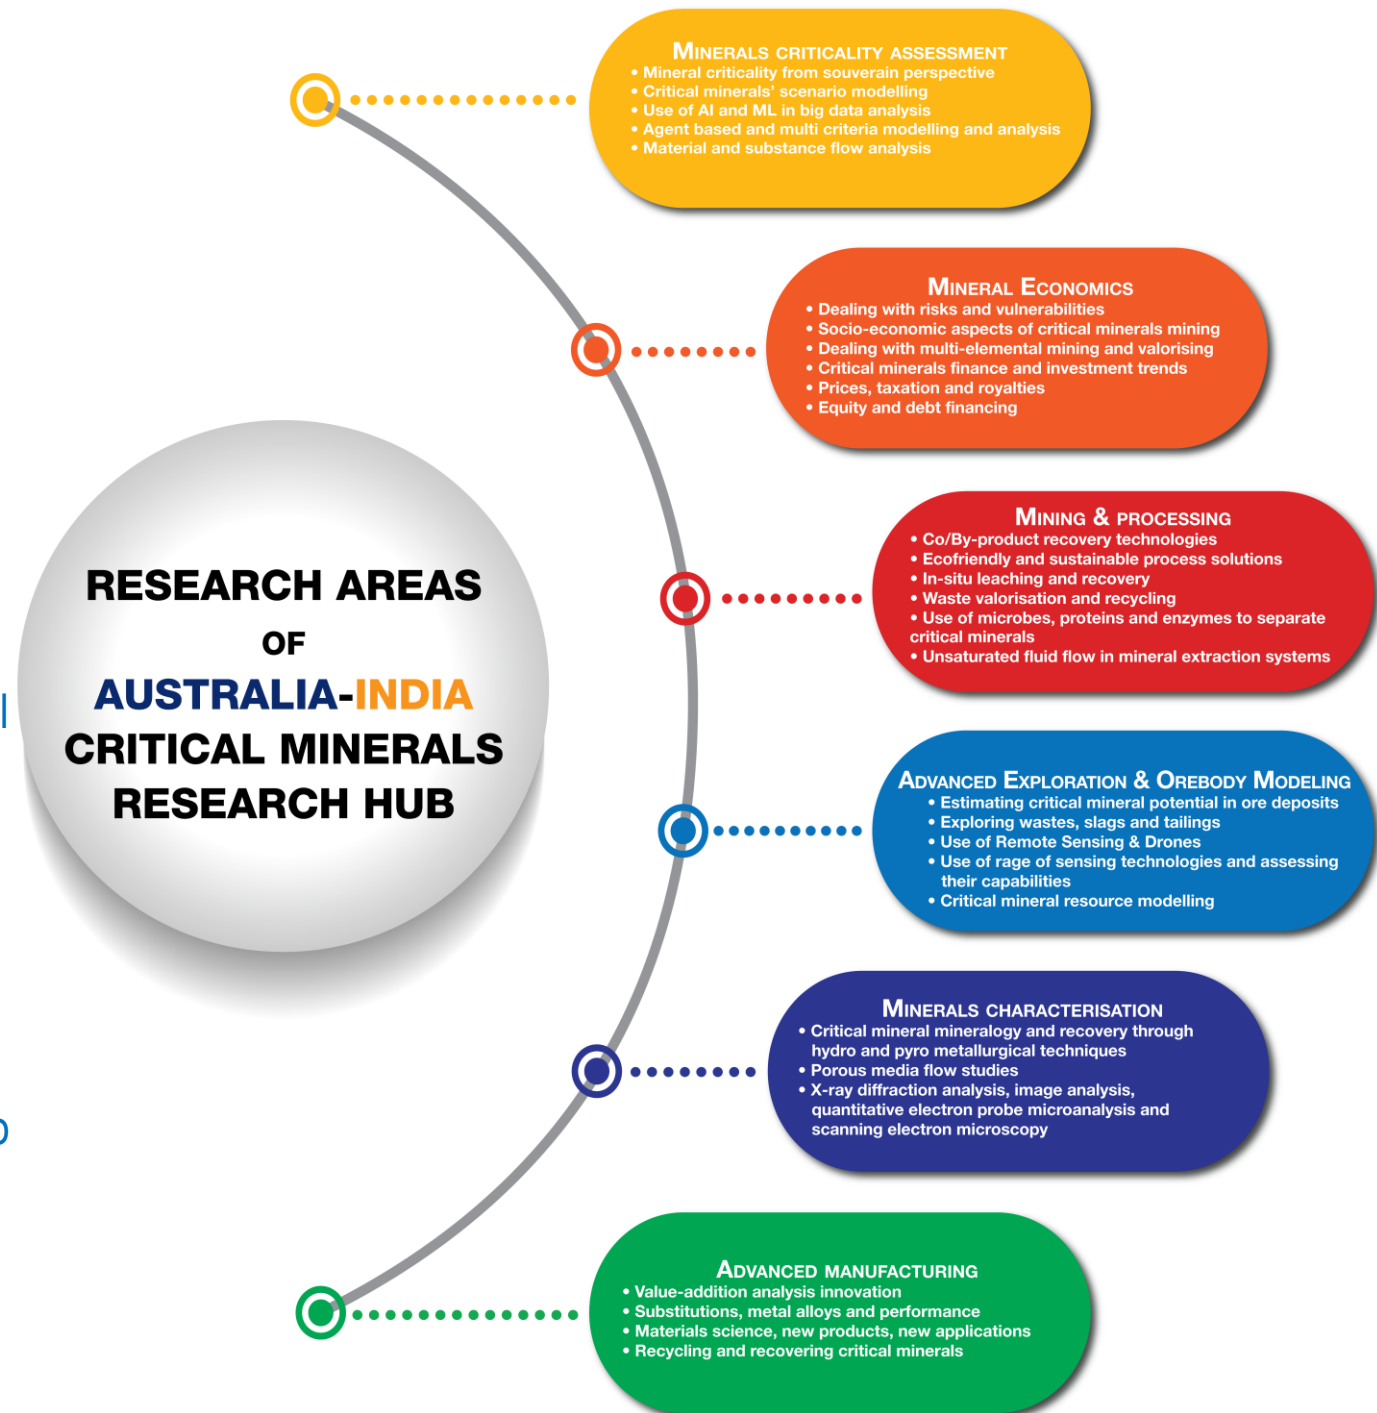 RESEARCH AREAS
OF
AUSTRALIA-INDIA
CRITICAL MINERALS
RESEARCH HUB
MINERALS CRITICALITY ASSESSMENT
• Mineral criticality from souverain perspective
• Critical minerals' scenario modelling
• Use of AI and ML in big data analysis
• Agent based and multi criteria modelling and analysis
• Material and substance flow analysis
MINERAL ECONOMICS
• Dealing with risks and vulnerabilities
• Socio-economic aspects of critical minerals mining
• Dealing with multi-elemental mining and valorising
• Critical minerals finance and investment trends
• Prices, taxation and royalties
• Equity and debt financing
MINING & PROCESSING
• Co/By-product recovery technologies
• Ecofriendly and sustainable process solutions
• In-situ leaching and recovery
• Waste valorisation and recycling
• Use of microbes, proteins and enzymes to separate
critical minerals
• Unsaturated fluid flow in mineral extraction systems
ADVANCED EXPLORATION & OREBODY MODELING
• Estimating critical mineral potential in ore deposits
• Exploring wastes, slags and tailings
• Use of Remote Sensing & Drones
• Use of rage of sensing technologies and assessing
their capabilities
• Critical mineral resource modelling
MINERALS CHARACTERISATION
• Critical mineral mineralogy and recovery through
hydro and pyro metallurgical techniques
• Porous media flow studies
• X-ray diffraction analysis, image analysis,
quantitative electron probe microanalysis and
scanning electron microscopy
ADVANCED MANUFACTURING
• Value-addition analysis innovation
• Substitutions, metal alloys and performance
• Materials science, new products, new applications
• Recycling and recovering critical minerals